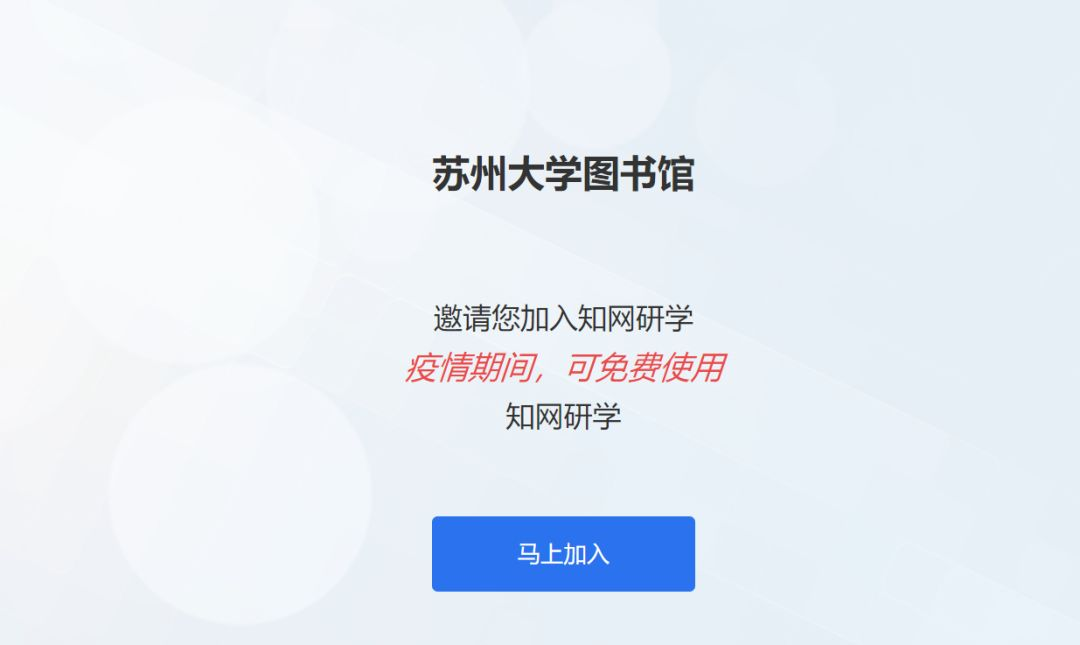 苏州大学图书馆
邀请您加入知网研学
疫情期间，可免费使用
知网研学
马上加入